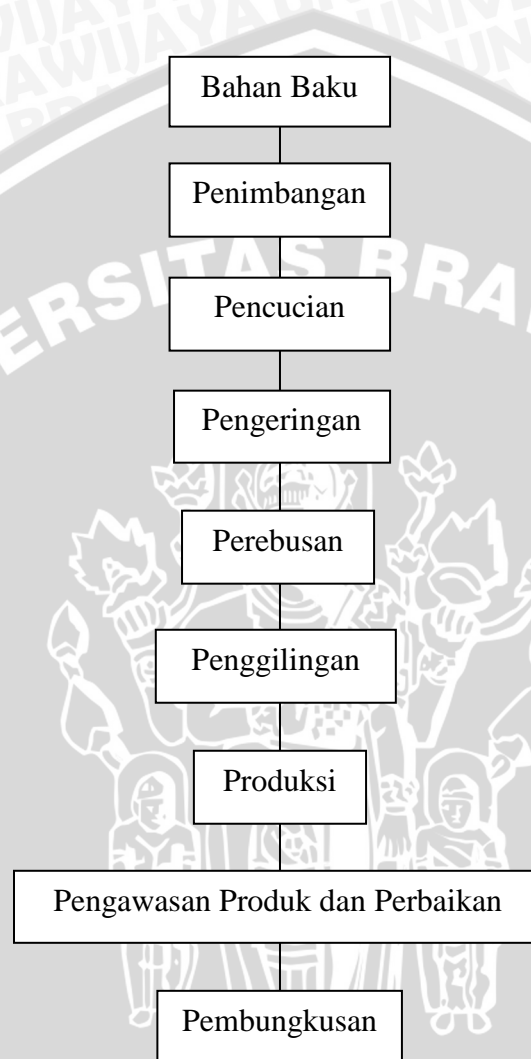 ERSITAS BRA
Bahan Baku
Penimbangan
Pencucian
Pengeringan
Perebusan
Penggilingan
Produksi
Pengawasan Produk dan Perbaikan
Pembungkusan